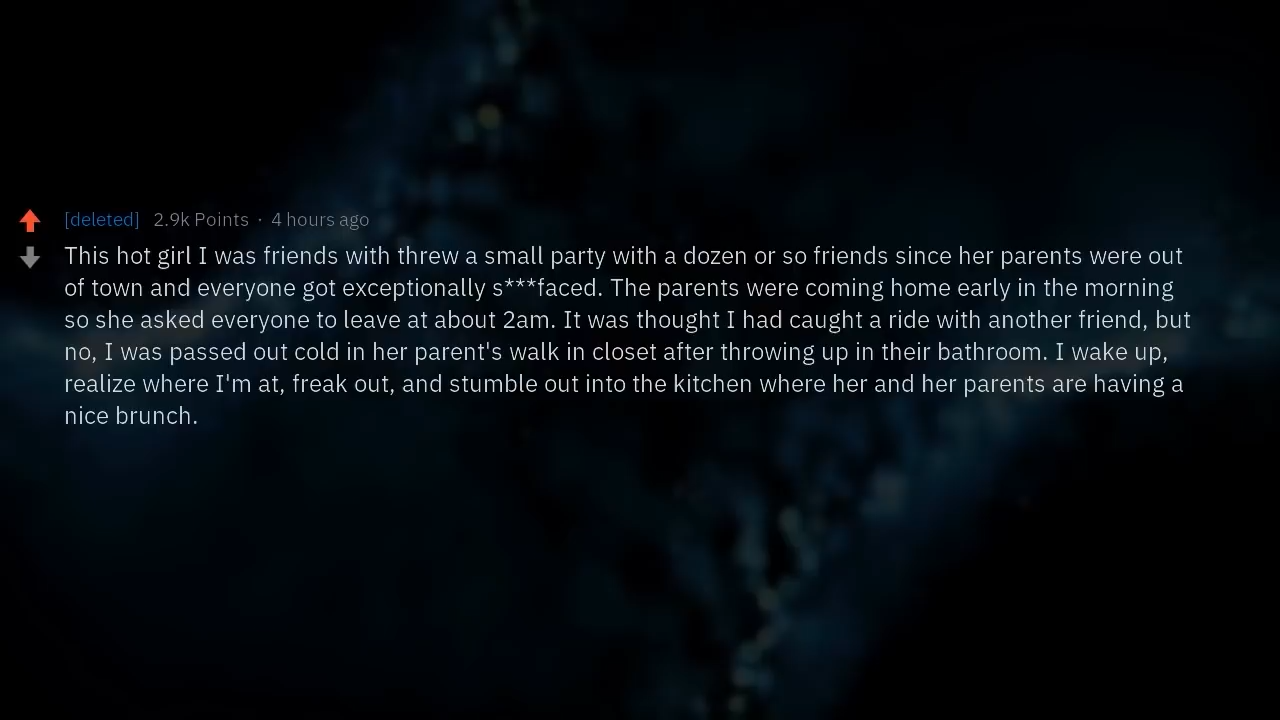 [deleted] 2.9k Points · 4 hours ago
This hot girl I was friends with threw a small party with a dozen or so friends since her parents were out
of town and everyone got exceptionally s***faced. The parents were coming home early in the morning
so she asked everyone to leave at about 2am. It was thought I had caught a ride with another friend, but
no, I was passed out cold in her parent's walk in closet after throwing up in their bathroom. I wake up,
realize where I'm at, freak out, and stumble out into the kitchen where her and her parents are having a
nice brunch.